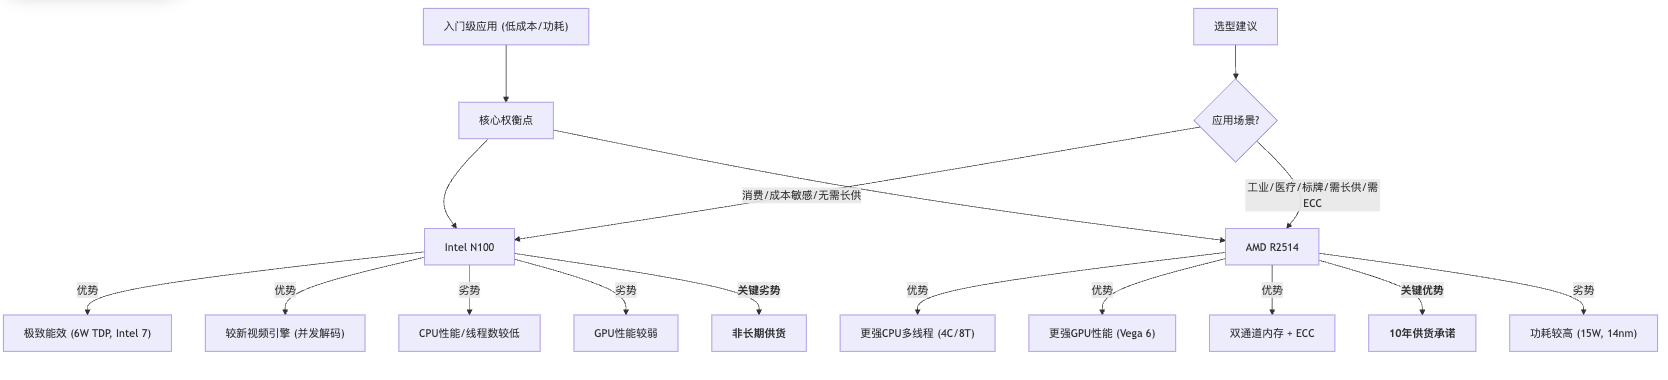 入门级应用 (低成本/功耗)
选型建议
核心权衡点
应用场景?
消费/成本敏感/无需长供
工业/医疗/标牌/需长供/需
ECC
Intel N100
AMD R2514
优势
优势
劣势
劣势
关键劣势
优势
优势
优势
关键优势
劣势
极致能效 (6W TDP, Intel 7)
较新视频引擎 (并发解码)
CPU性能/线程数较低
GPU性能较弱
非长期供货
更强CPU多线程 (4C/8T)
更强GPU性能 (Vega 6)
双通道内存 + ECC
10年供货承诺
功耗较高 (15W, 14nm)